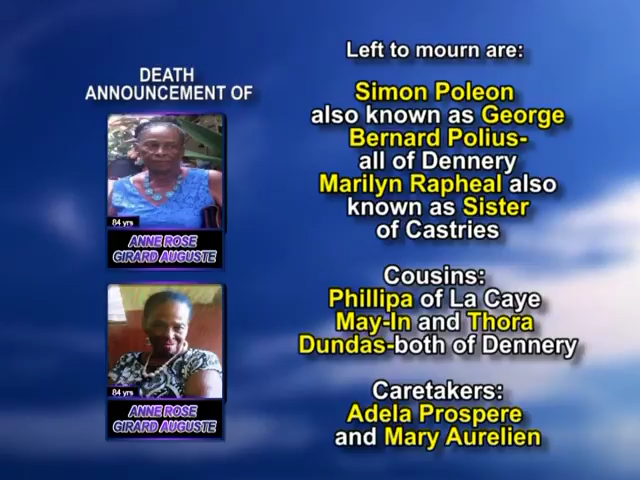 DEATH
ANNOUNCEMENT OF
84 yrs
ANNE ROSE
GIRARD AUGUSTE
84 yrs
ANNE ROSE
GIRARD AUGUSTE
Left to mourn are:
Simon Poleon
also known as George
Bernard Polius-
all of Dennery
Marilyn Rapheal also
known as Sister
of Castries
Cousins:
Phillipa of La Caye
May-In and Thora
Dundas-both of Dennery
Caretakers:
Adela Prospere
and Mary Aurelien